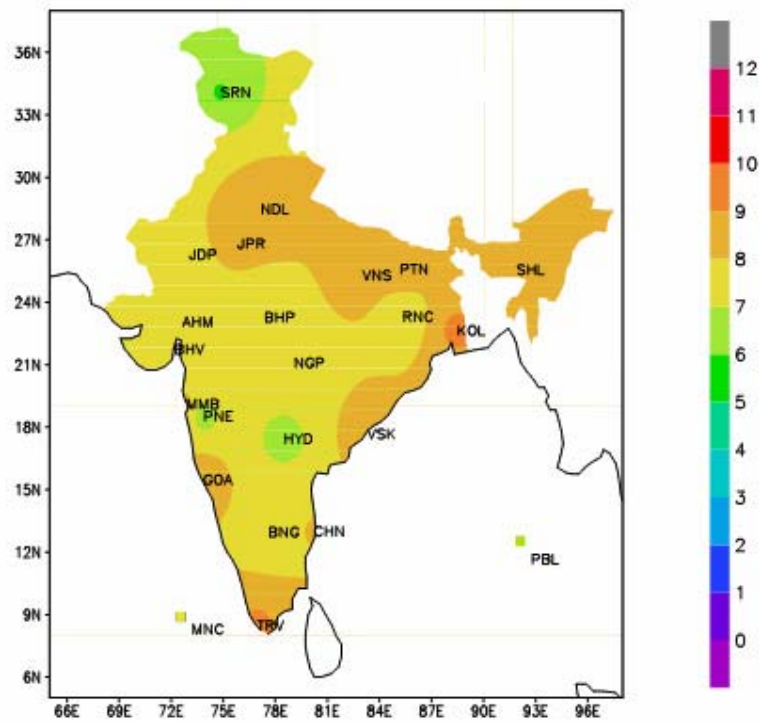 36N
33N
30N
27N
24N
21N
18N
15N
12N
9N
6N
66E 69E 72E 75E 78E 81E 84E 87E 90E 93E 96E
SRN
NDL
JPR
JDP
VNS PTN SHL
AHM BHP RNC KOL
BHV NGP
MMB
PNE
HYD VSK
GOA
BNG CHN
PBL
MNC TRV
12
11
10
9
8
7
6
5
4
3
2
1
0